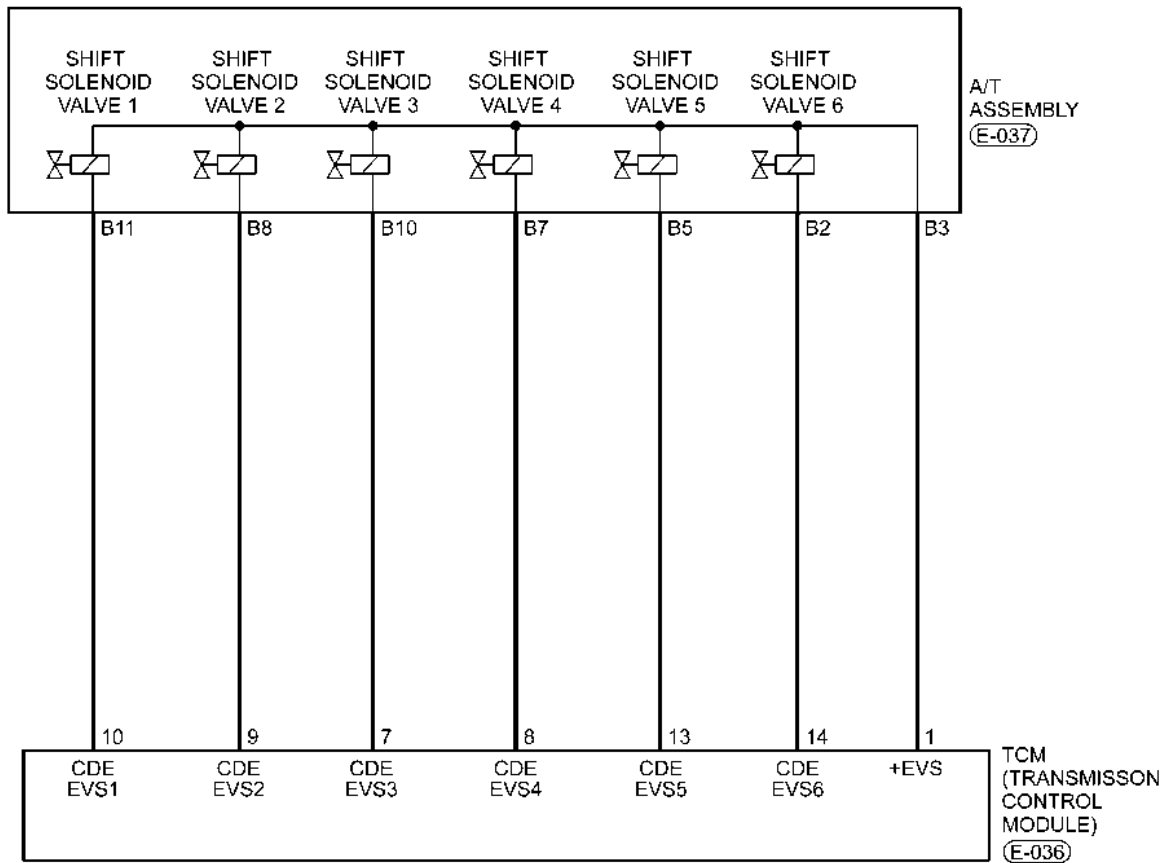 SHIFT
SOLENOID
VALVE 1
SHIFT
SOLENOID
VALVE 2
SHIFT
SOLENOID
VALVE 3
SHIFT
SOLENOID
VALVE 4
SHIFT
SOLENOID
VALVE 5
SHIFT
SOLENOID
VALVE 6
A/T
ASSEMBLY
E-037
B11
B8
B10
B7
B5
B2
B3
10
9
7
8
13
14
1
CDE
EVS1
CDE
EVS2
CDE
EVS3
CDE
EVS4
CDE
EVS5
CDE
EVS6
+EVS
TCM
(TRANSMISSON
CONTROL
MODULE)
E-036